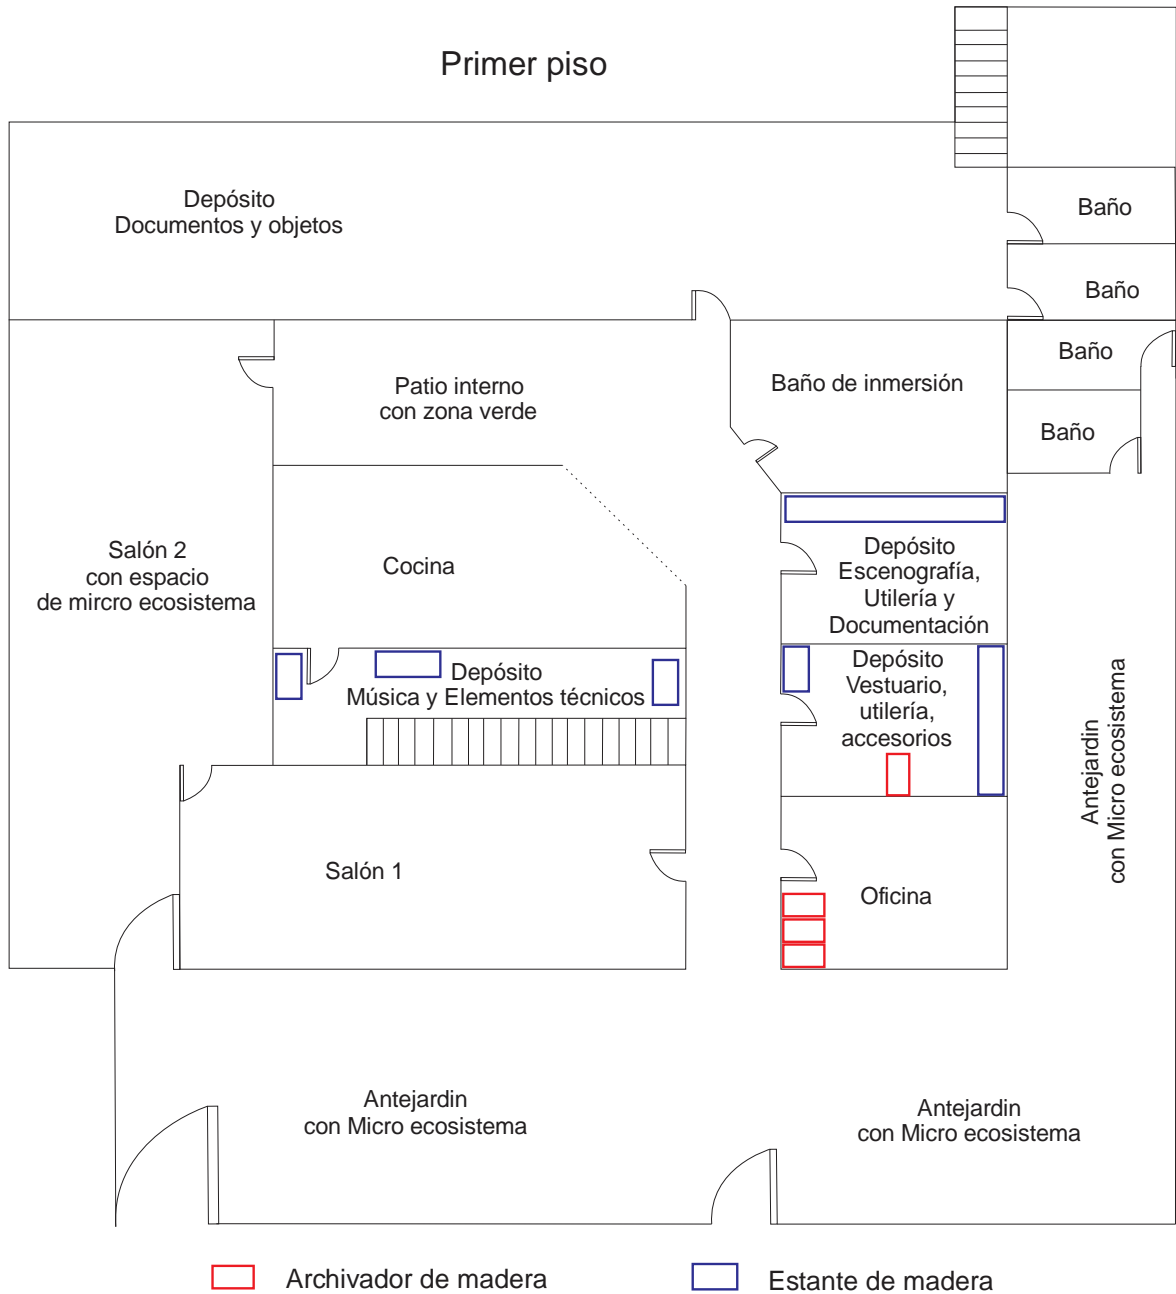 Primer piso
Depósito
Documentos y objetos
Baño
Baño
Baño
Baño
Patio interno
con zona verde
Baño de inmersión
Salón 2
con espacio
de mircro ecosistema
Cocina
Depósito
Escenografía,
Utilería y
Documentación
Depósito
Música y Elementos técnicos
Depósito
Vestuario,
utilería,
accesorios
Antejardin
con Micro ecosistema
Salón 1
Oficina
Antejardin
con Micro ecosistema
Antejardin
con Micro ecosistema
Archivador de madera
Estante de madera